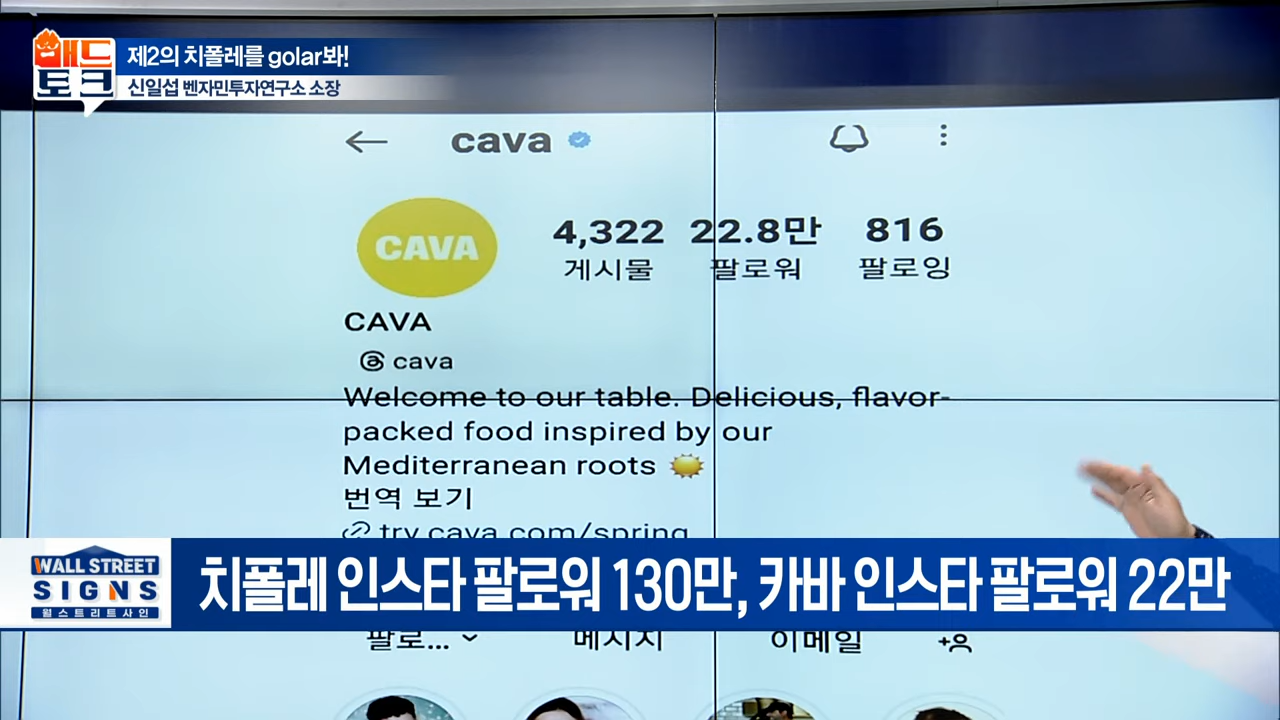 배드
토크
제2의 치폴레를 golar봐!
신일섭 벤자민투자연구소 소장
cava
CAVA
4,322 22.8만 816
게시물 팔로워 팔로잉
CAVA
cava
Welcome to our table. Delicious, flavor-
packed food inspired by our
Mediterranean roots
번역 보기
try.cava.com/spring
WALL STREET
SIGNS
월스트리트사인
치폴레 인스타 팔로워 130만, 카바 인스타 팔로워 22만
팔로... 메시지 이메일